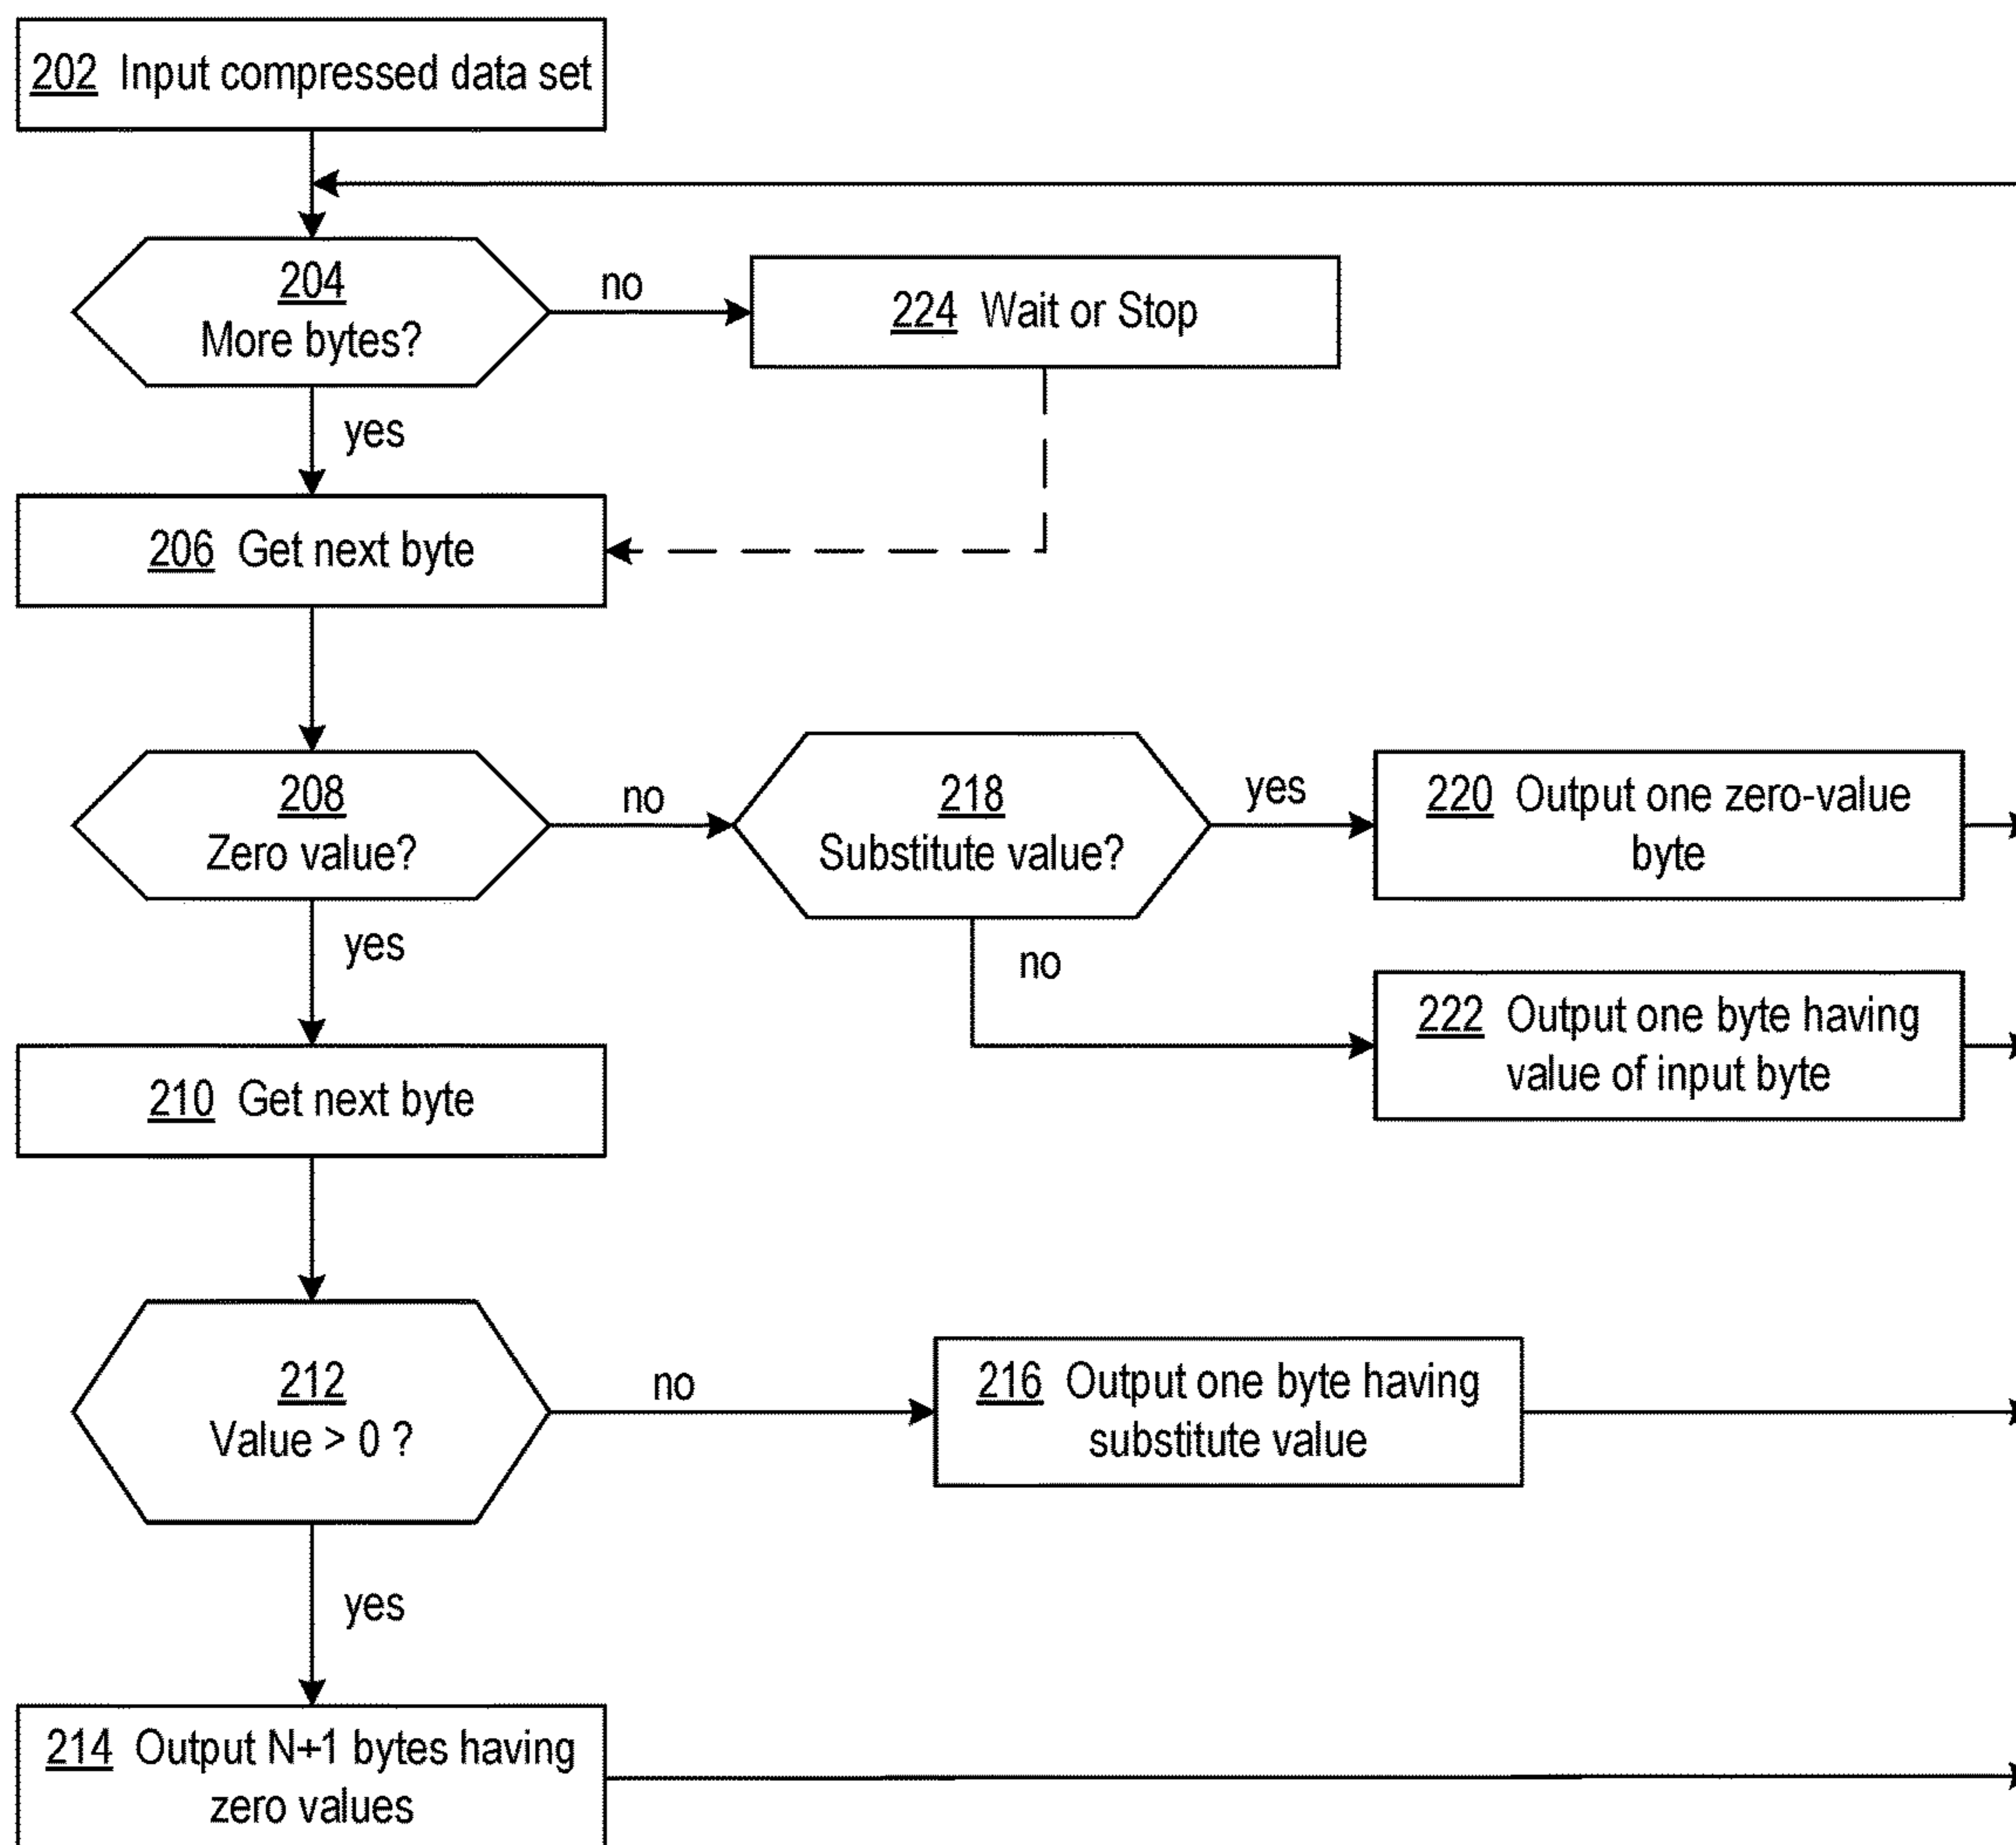 202 Input compressed data set
204
More bytes?
no
224 Wait or Stop
yes
206 Get next byte
208
Zero value?
no
218
Substitute value?
yes
220 Output one zero-value
byte
yes
no
222 Output one byte having
value of input byte
210 Get next byte
212
Value > 0 ?
no
216 Output one byte having
substitute value
yes
214 Output N+1 bytes having
zero values